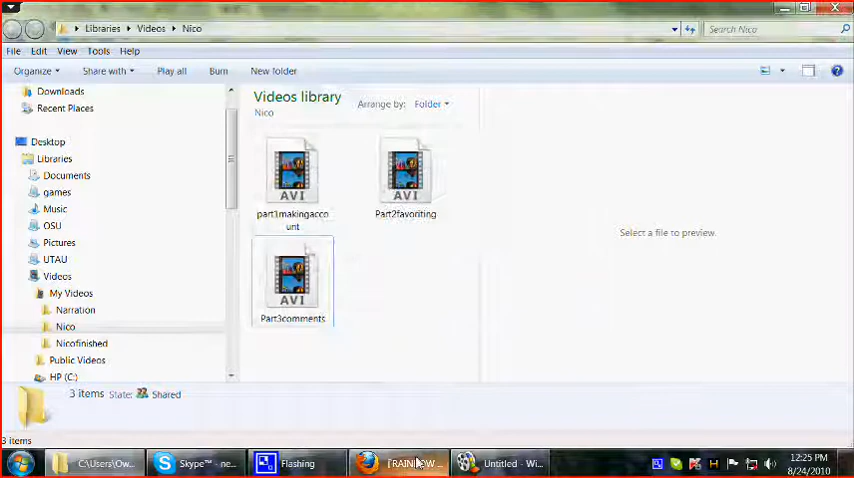 Libraries ▸ Videos ▸ Nico
Search Nico
File Edit View Tools Help
Organize Share with Play all Burn New folder
Downloads
Recent Places
Desktop
Libraries
Documents
games
Music
OSU
Pictures
UTAU
Videos
My Videos
Narration
Nico
Nicofinished
Public Videos
HP (C:)
Videos library
Nico
Arrange by: Folder
AVI
part1makingacco
unt
AVI
Part2favoriting
AVI
Part3comments
Select a file to preview.
3 items State: Shared
3 items
C:\Users\Ow...
Skype™ - ne...
Flashing
[RAINBOW ...
Untitled - Wi...
12:25 PM
8/24/2010